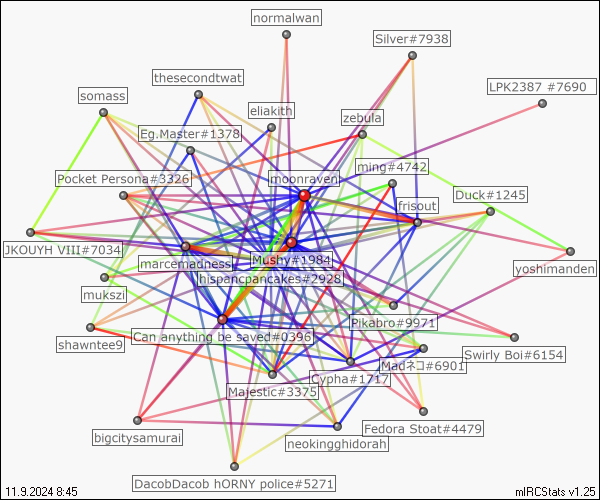 normalwan
Silver#7938
thesecondtwat
LPK2387 #7690
somass
eliakith
zebula
Eg.Master#1378
ming#4742
Pocket Persona#3326
moonraven
Duck#1245
frisout
JKOUYH VIII#7034
marcemadness
Mushy#1984
yoshimanden
hispancpancakes#2928
mukszi
Pikabro#9971
Can anything be saved#0396
shawntee9
Swirly Boi#6154
Madネコ#6901
Cypha#1717
Majestic#3375
Fedora Stoat#4479
bigcitysamurai
neokingghidorah
DacobDacob hORNY police#5271
11.9.2024 8:45
mIRCStats v1.25